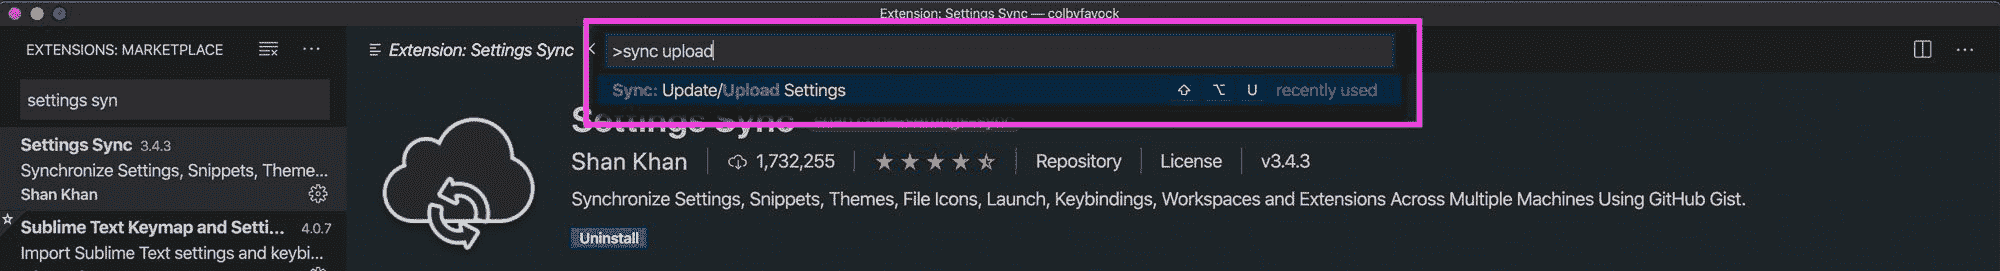 Extension: Settings Sync — colbyfayock
EXTENSIONS: MARKETPLACE
settings syn
Settings Sync 3.4.3
Synchronize Settings, Snippets, Theme...
Shan Khan
Sublime Text Keymap and Setti... 4.0.7
Import Sublime Text settings and keybi...
Extension: Settings Sync
>sync upload
Sync: Update/Upload Settings ⇧ ⌥ U recently used
Settings Sync
Shan Khan 1,732,255 Repository License v3.4.3
Synchronize Settings, Snippets, Themes, File Icons, Launch, Keybindings, Workspaces and Extensions Across Multiple Machines Using GitHub Gist.
Uninstall